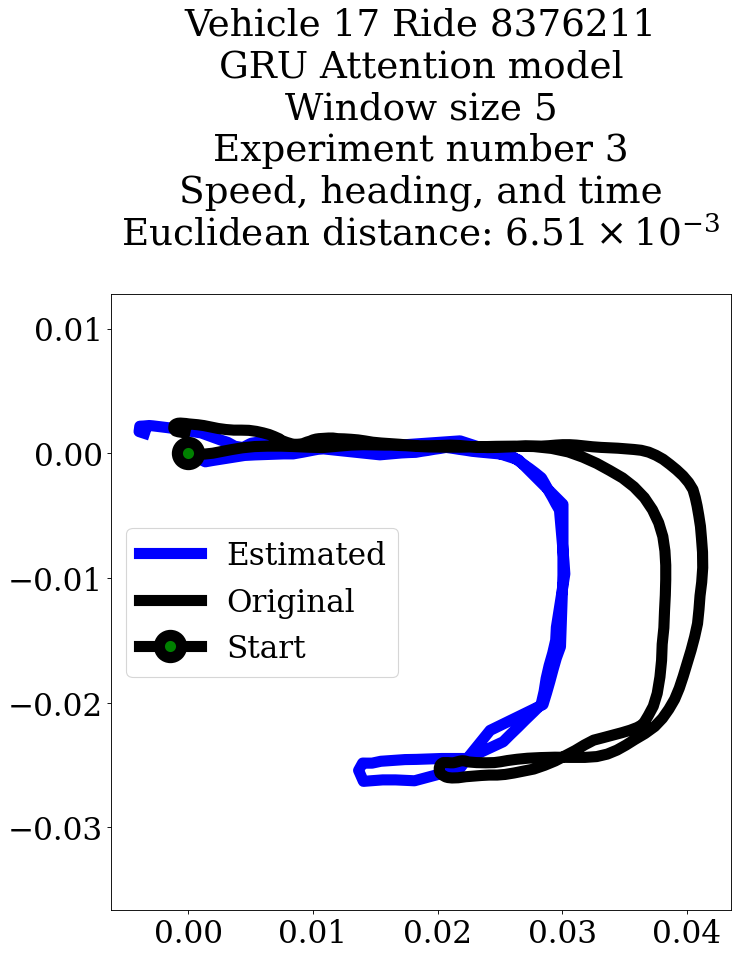 Vehicle 17 Ride 8376211
GRU Attention model
Window size 5
Experiment number 3
Speed, heading, and time
Euclidean distance: 6.51 × 10⁻³
0.01
0.00
−0.01
−0.02
−0.03
Estimated
Original
Start
0.00 0.01 0.02 0.03 0.04